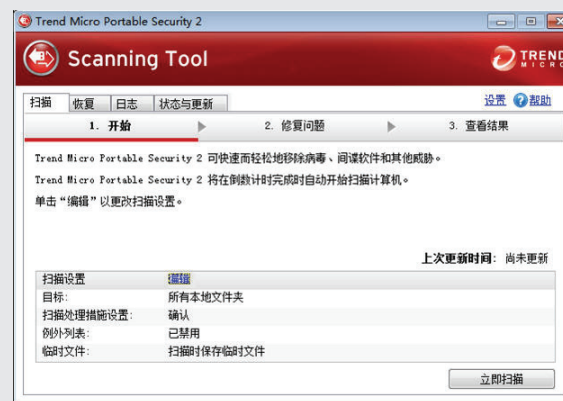 Trend Micro Portable Security 2
Scanning Tool
TREND
MICRO
扫描 恢复 日志 状态与更新 设置 ? 帮助
1. 开始 2. 修复问题 3. 查看结果
Trend Micro Portable Security 2 可快速而轻松地移除病毒、间谍软件和其他威胁。
Trend Micro Portable Security 2 将在倒数计时完成时自动开始扫描计算机。
单击“编辑”以更改扫描设置。
上次更新时间： 尚未更新
扫描设置 编辑
目标： 所有本地文件夹
扫描处理措施设置： 确认
例外列表： 已禁用
临时文件： 扫描时保存临时文件
立即扫描